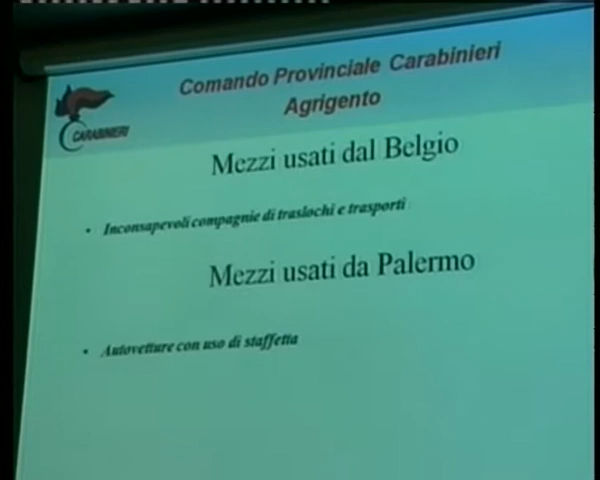 Comando Provinciale Carabinieri
Agrigento
CARABINIERI
Mezzi usati dal Belgio
• Inconsapevoli compagnie di traslochi e trasporti
Mezzi usati da Palermo
• Autovetture con uso di staffetta